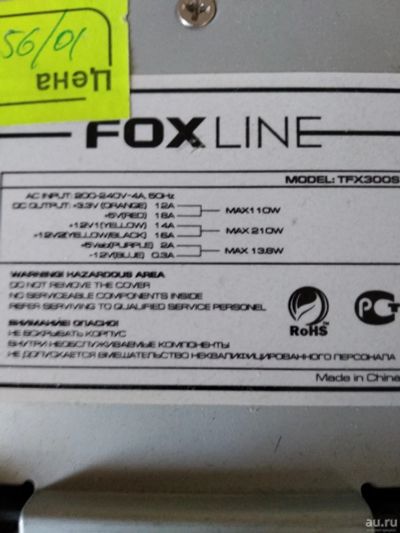 56/01
Цена
FOXLINE
MODEL: TFX300S
AC INPUT: 200-240V~4A, 50Hz
DC OUTPUT: +3.3V (ORANGE) 12A
+5V(RED) 18A
MAX110W
+12V1(YELLOW) 14A
+12V2(YELLOW/BLACK) 16A
MAX 210W
+5Vsb(PURPLE) 2A
-12V(BLUE) 0.3A
MAX 13.8W
WARNING! HAZARDOUS AREA
DO NOT REMOVE THE COVER
NO SERVICEABLE COMPONENTS INSIDE
REFER SERVIVING TO QUALIFIED SERVICE PERSONEL
RoHS
РСТ
ВНИМАНИЕ! ОПАСНО!
НЕ ВСКРЫВАТЬ КОРПУС
ВНУТРИ НЕОБСЛУЖИВАЕМЫЕ КОМПОНЕНТЫ
НЕ ДОПУСКАЕТСЯ ВМЕШАТЕЛЬСТВО НЕКВАЛИФИЦИРОВАННОГО ПЕРСОНАЛА
Made in China
au.ru